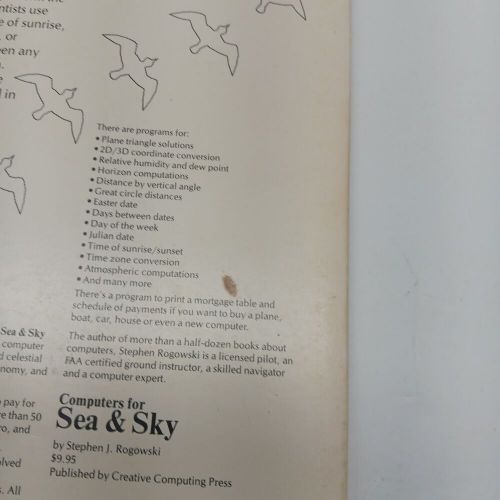 ntists use
e of sunrise,
or
en any
in
There are programs for:
• Plane triangle solutions
• 2D/3D coordinate conversion
• Relative humidity and dew point
• Horizon computations
• Distance by vertical angle
• Great circle distances
• Easter date
• Days between dates
• Day of the week
• Julian date
• Time of sunrise/sunset
• Time zone conversion
• Atmospheric computations
• And many more
There's a program to print a mortgage table and
schedule of payments if you want to buy a plane,
boat, car, house or even a new computer.
The author of more than a half-dozen books about
computers, Stephen Rogowski is a licensed pilot, an
FAA certified ground instructor, a skilled navigator
and a computer expert.
Sea & Sky
computer
d celestial
nomy, and
pay for
re than 50
ro, and
olved
s. All
Computers for
Sea & Sky
by Stephen J. Rogowski
$9.95
Published by Creative Computing Press